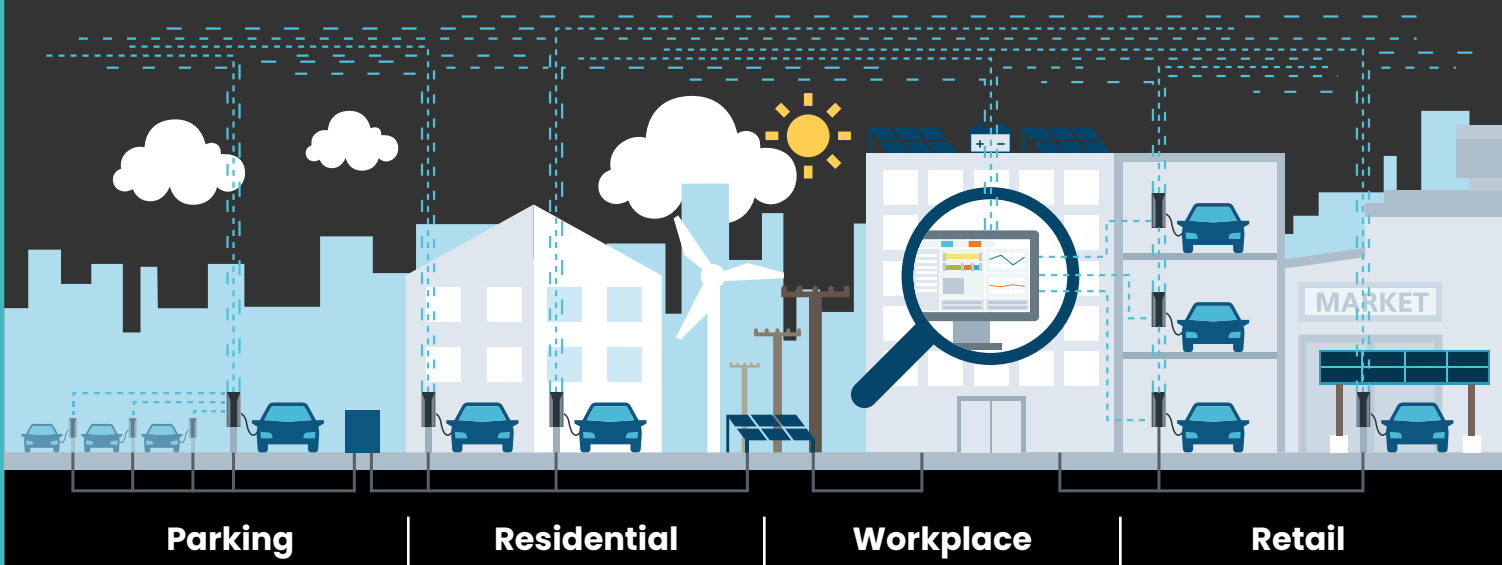 MARKET
Parking
Residential
Workplace
Retail